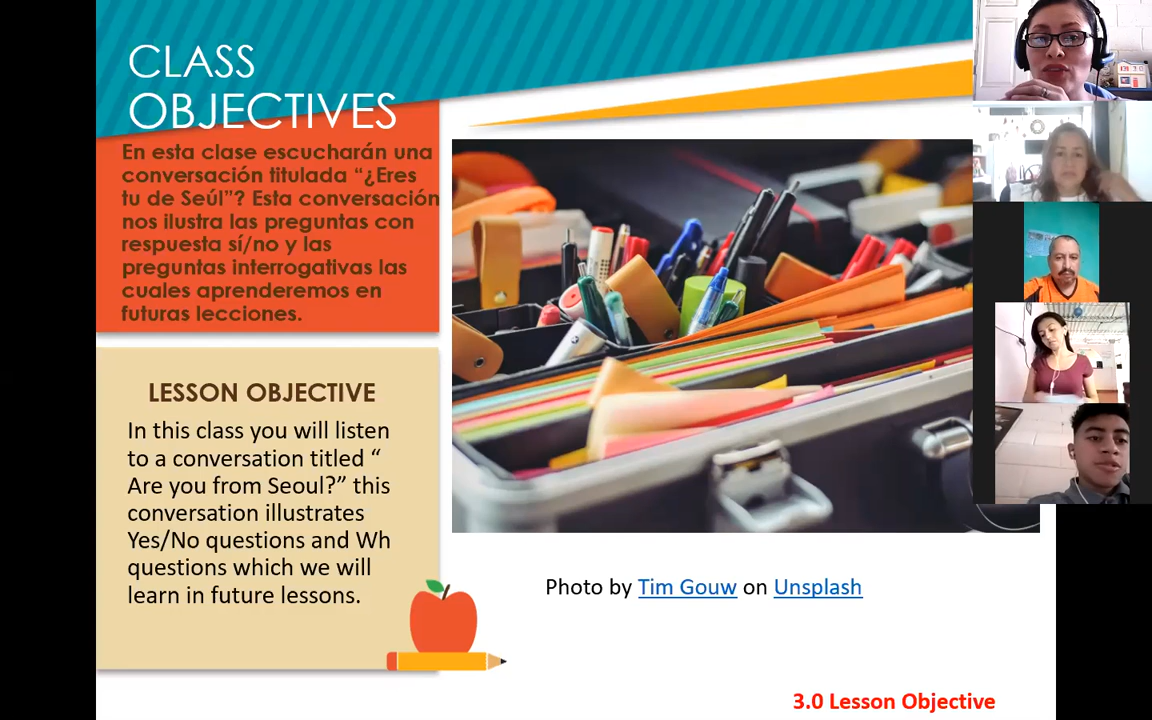 CLASS
OBJECTIVES
En esta clase escucharán una
conversación titulada “¿Eres
tu de Seúl”? Esta conversación
nos ilustra las preguntas con
respuesta sí/no y las
preguntas interrogativas las
cuales aprenderemos en
futuras lecciones.
LESSON OBJECTIVE
In this class you will listen
to a conversation titled “
Are you from Seoul?” this
conversation illustrates
Yes/No questions and Wh
questions which we will
learn in future lessons.
Photo by Tim Gouw on Unsplash
3.0 Lesson Objective